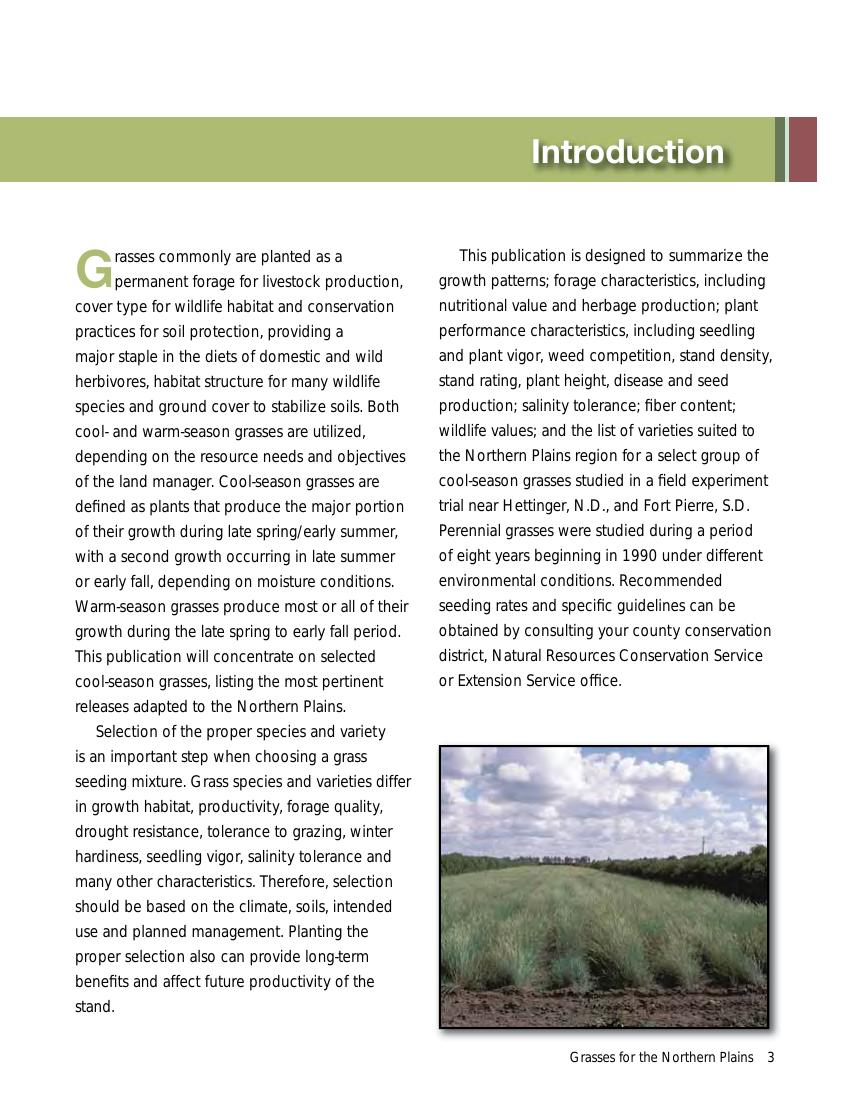 Introduction
Grasses commonly are planted as a
permanent forage for livestock production,
cover type for wildlife habitat and conservation
practices for soil protection, providing a
major staple in the diets of domestic and wild
herbivores, habitat structure for many wildlife
species and ground cover to stabilize soils. Both
cool- and warm-season grasses are utilized,
depending on the resource needs and objectives
of the land manager. Cool-season grasses are
defined as plants that produce the major portion
of their growth during late spring/early summer,
with a second growth occurring in late summer
or early fall, depending on moisture conditions.
Warm-season grasses produce most or all of their
growth during the late spring to early fall period.
This publication will concentrate on selected
cool-season grasses, listing the most pertinent
releases adapted to the Northern Plains.
Selection of the proper species and variety
is an important step when choosing a grass
seeding mixture. Grass species and varieties differ
in growth habitat, productivity, forage quality,
drought resistance, tolerance to grazing, winter
hardiness, seedling vigor, salinity tolerance and
many other characteristics. Therefore, selection
should be based on the climate, soils, intended
use and planned management. Planting the
proper selection also can provide long-term
benefits and affect future productivity of the
stand.
This publication is designed to summarize the
growth patterns; forage characteristics, including
nutritional value and herbage production; plant
performance characteristics, including seedling
and plant vigor, weed competition, stand density,
stand rating, plant height, disease and seed
production; salinity tolerance; fiber content;
wildlife values; and the list of varieties suited to
the Northern Plains region for a select group of
cool-season grasses studied in a field experiment
trial near Hettinger, N.D., and Fort Pierre, S.D.
Perennial grasses were studied during a period
of eight years beginning in 1990 under different
environmental conditions. Recommended
seeding rates and specific guidelines can be
obtained by consulting your county conservation
district, Natural Resources Conservation Service
or Extension Service office.
Grasses for the Northern Plains 3